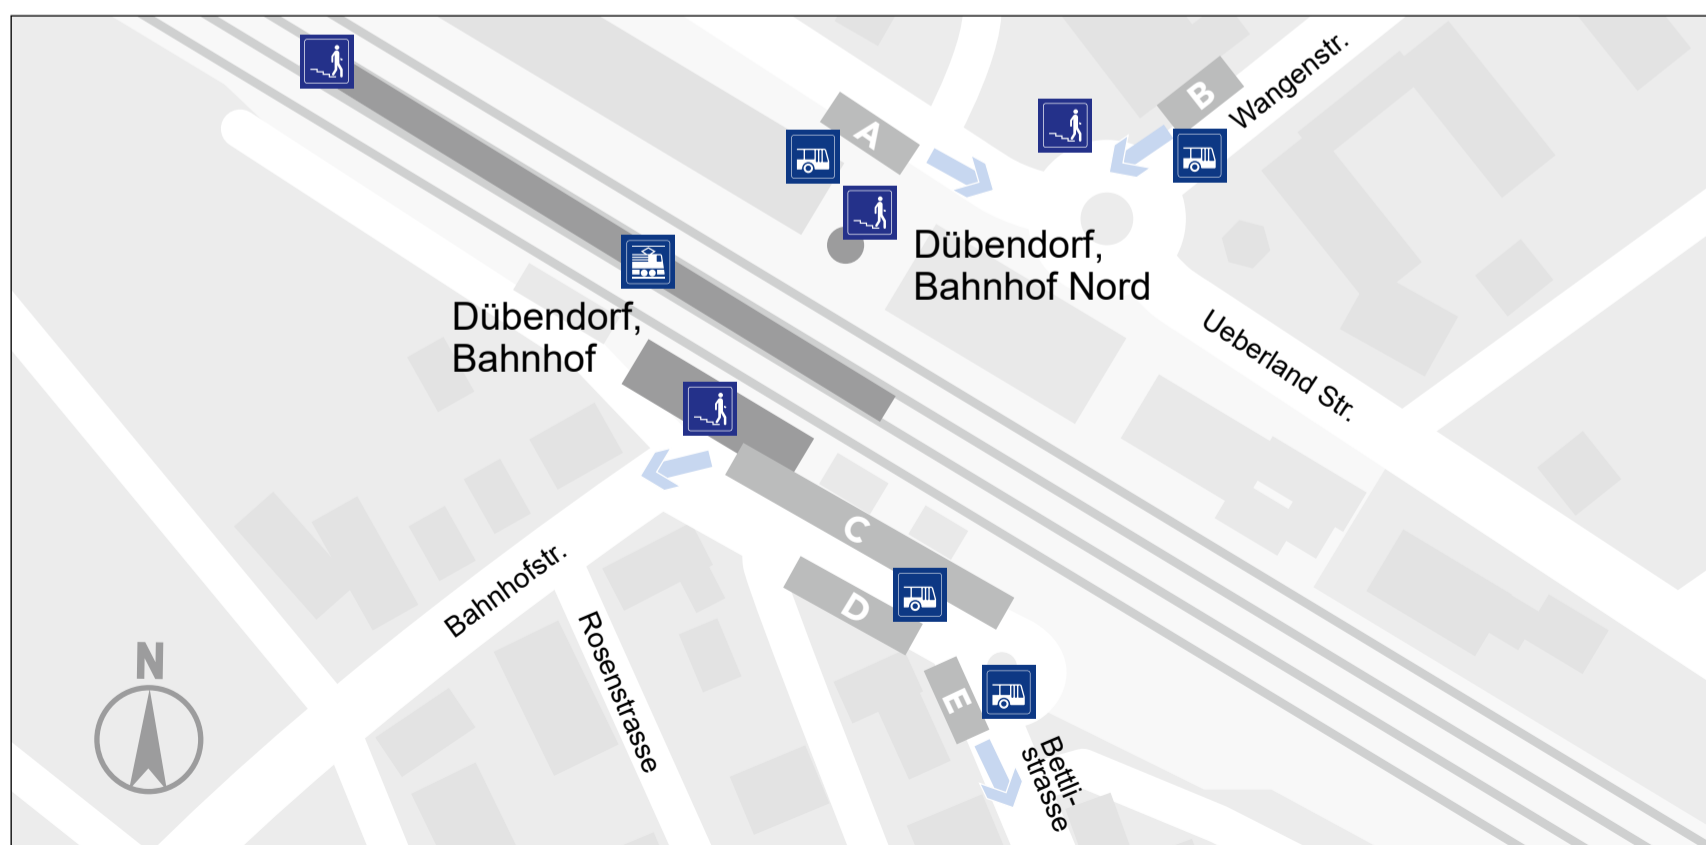 Wangenstr.
B
A
Dübendorf,
Bahnhof Nord
Dübendorf,
Bahnhof
Ueberland Str.
C
D
Bahnhofstr.
Rosenstrasse
E
Bettli-
strasse
N